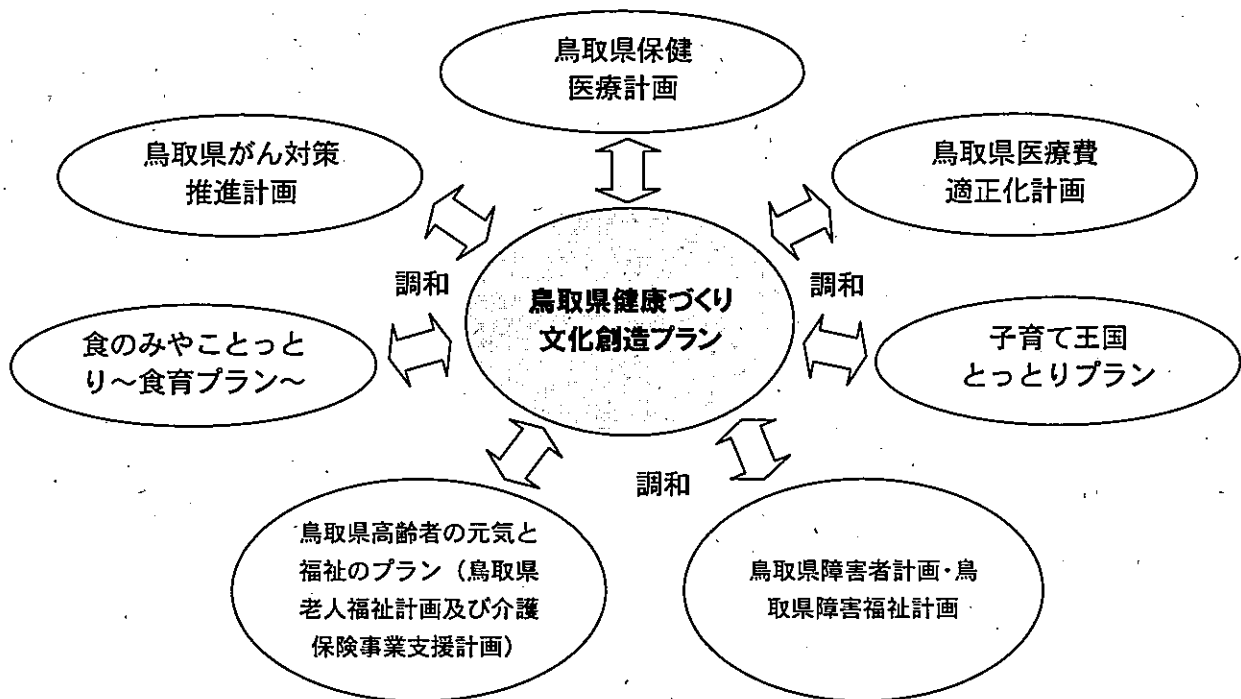 鳥取県保健
医療計画
鳥取県がん対策
推進計画
鳥取県医療費
適正化計画
調和
鳥取県健康づくり
文化創造プラン
調和
食のみやことっと
り～食育プラン～
子育て王国
とっとりプラン
調和
鳥取県高齢者の元気と
福祉のプラン（鳥取県
老人福祉計画及び介護
保険事業支援計画）
鳥取県障害者計画・鳥
取県障害福祉計画